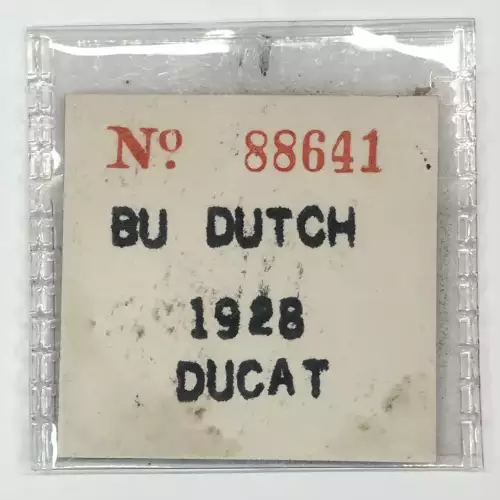 Nº 88641
BU DUTCH
1928
DUCAT